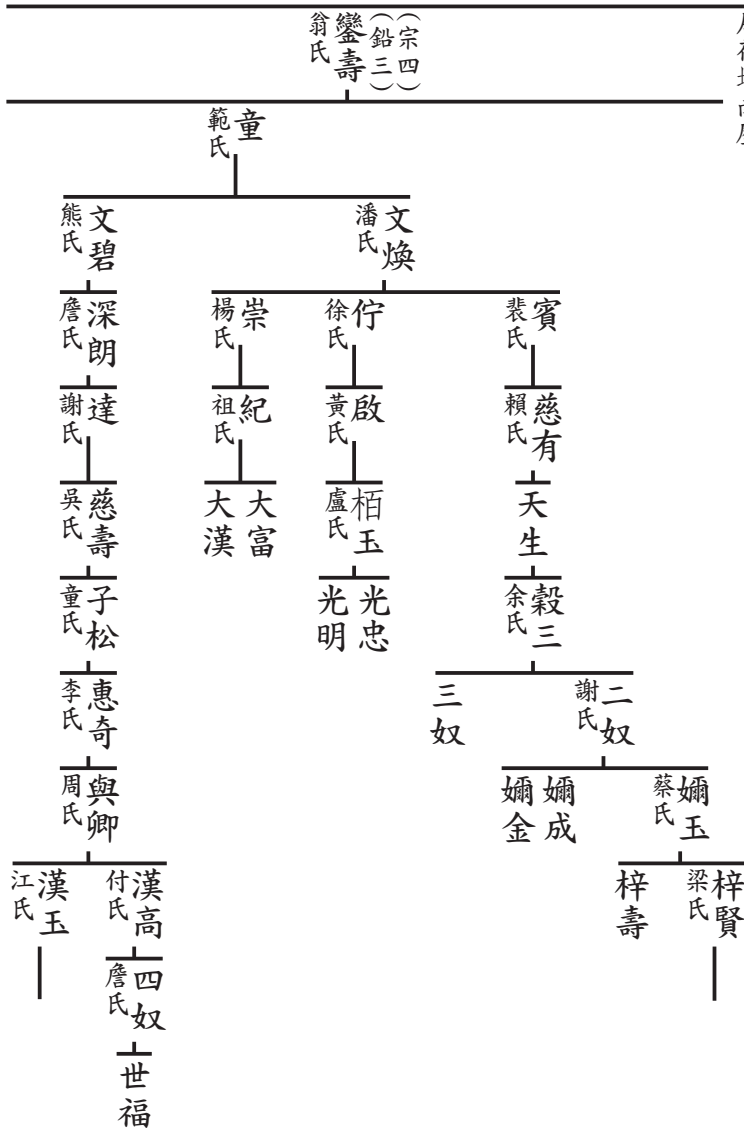 （宗四）
（鉛三）
鑾壽
翁氏
童
範氏
文煥
潘氏
文碧
熊氏
賓
裴氏
佇
徐氏
崇
楊氏
深朗
詹氏
慈有
賴氏
啟
黃氏
紀
祖氏
達
謝氏
天生
栢玉
盧氏
大富
大漢
慈壽
吳氏
穀三
余氏
光忠
光明
子松
童氏
二奴
謝氏
三奴
惠奇
李氏
嬭玉
蔡氏
嬭成
嬭金
與卿
周氏
梓賢
梁氏
梓壽
漢高
付氏
漢玉
江氏
四奴
詹氏
世福